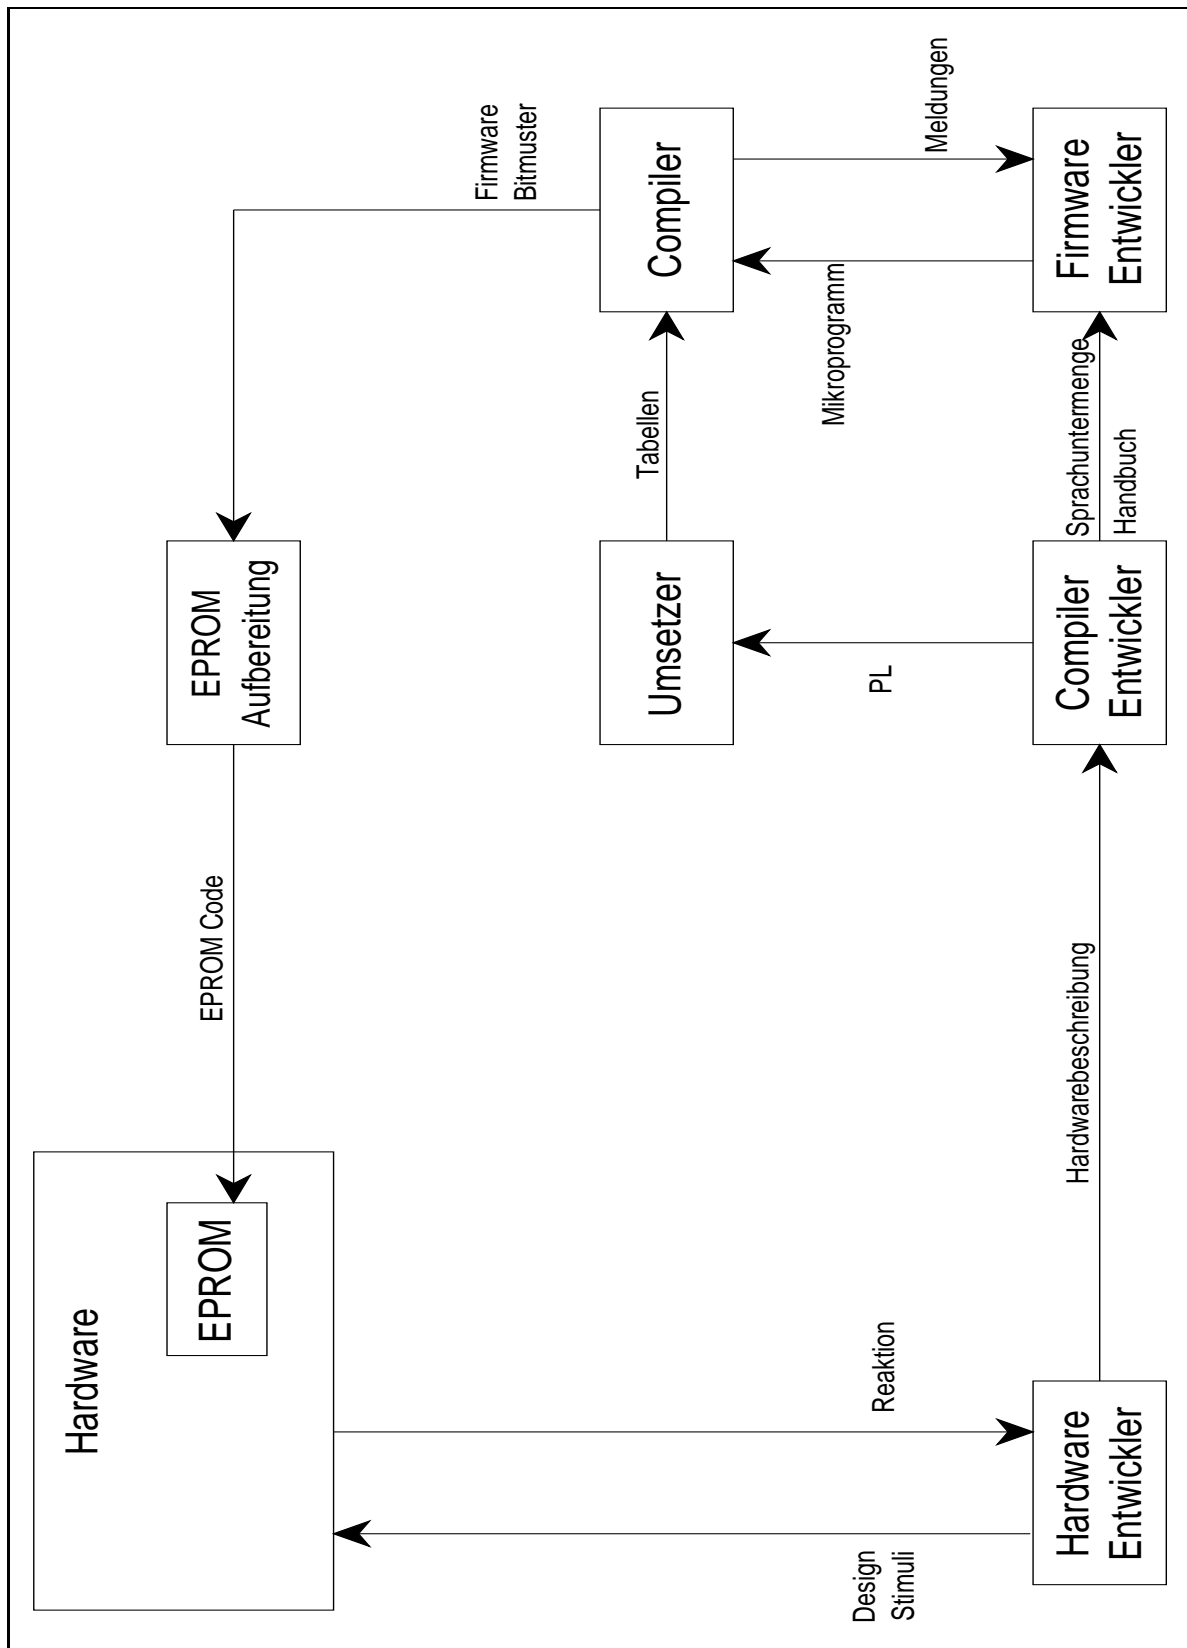 Hardware
EPROM
EPROM Code
EPROM
Aufbereitung
Firmware
Bitmuster
Umsetzer
Tabellen
Compiler
Design
Stimuli
Reaktion
PL
Mikroprogramm
Meldungen
Hardware
Entwickler
Hardwarebeschreibung
Compiler
Entwickler
Sprachuntermenge
Handbuch
Firmware
Entwickler